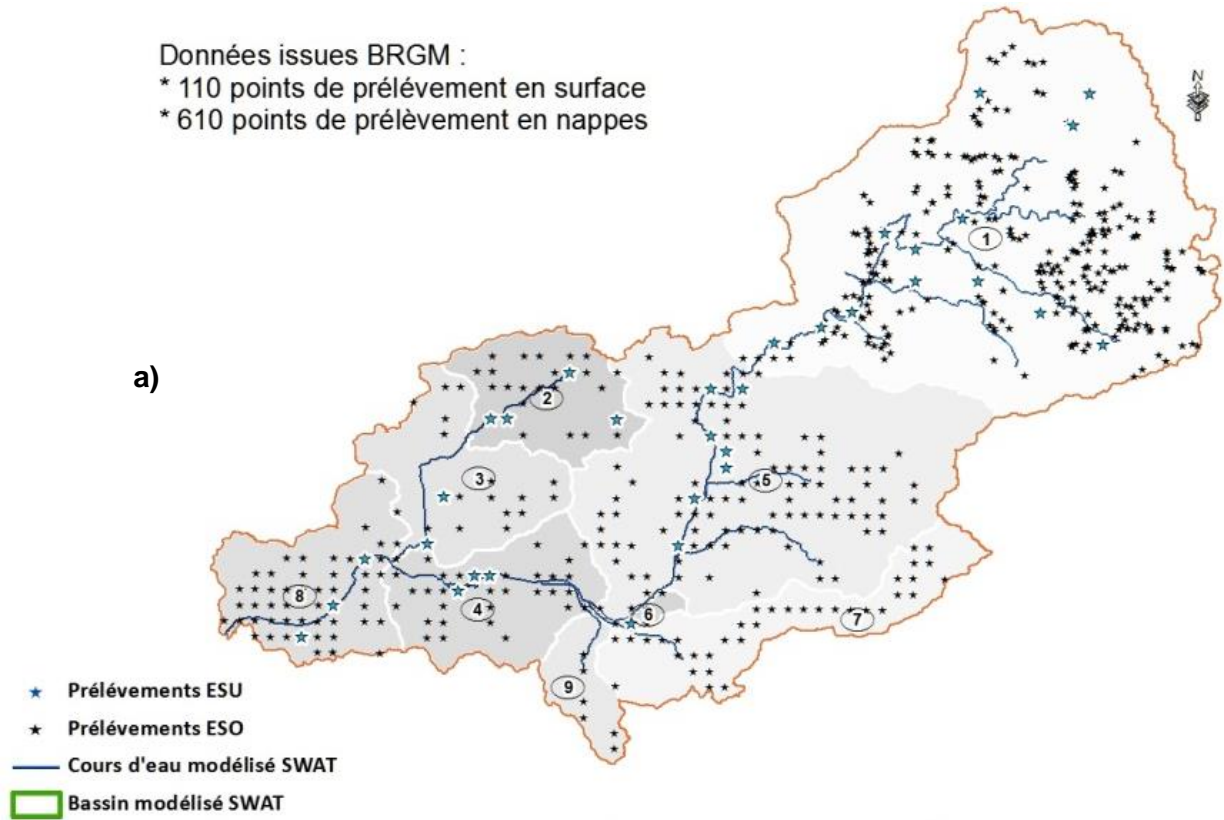 Données issues BRGM :
* 110 points de prélévement en surface
* 610 points de prélèvement en nappes
N
a)
1
2
3
5
8
4
6
7
9
Prélévements ESU
Prélévements ESO
Cours d'eau modélisé SWAT
Bassin modélisé SWAT